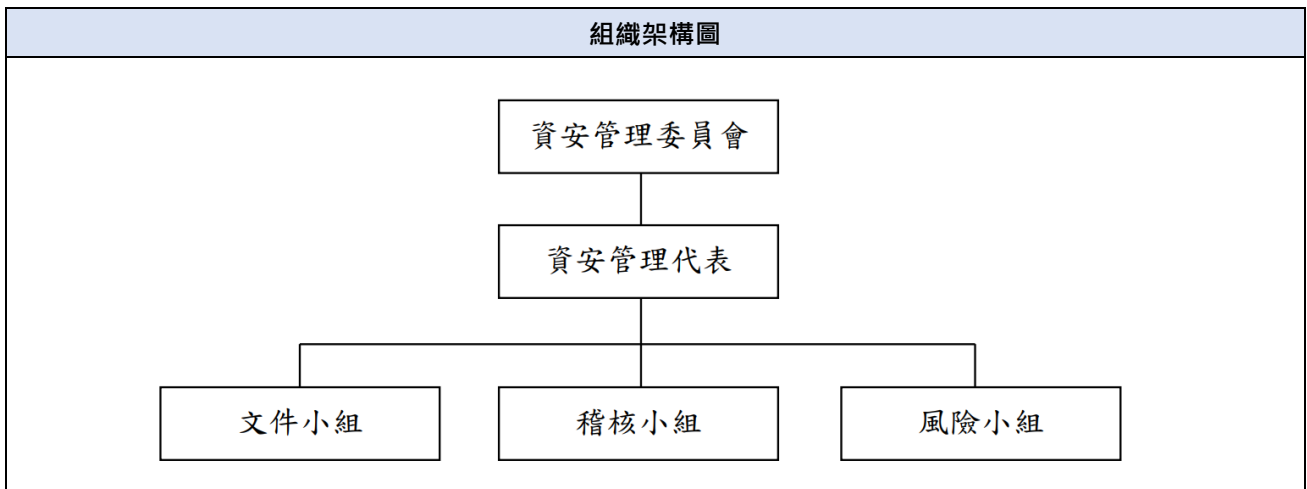 組織架構圖
資安管理委員會
資安管理代表
文件小組
稽核小組
風險小組